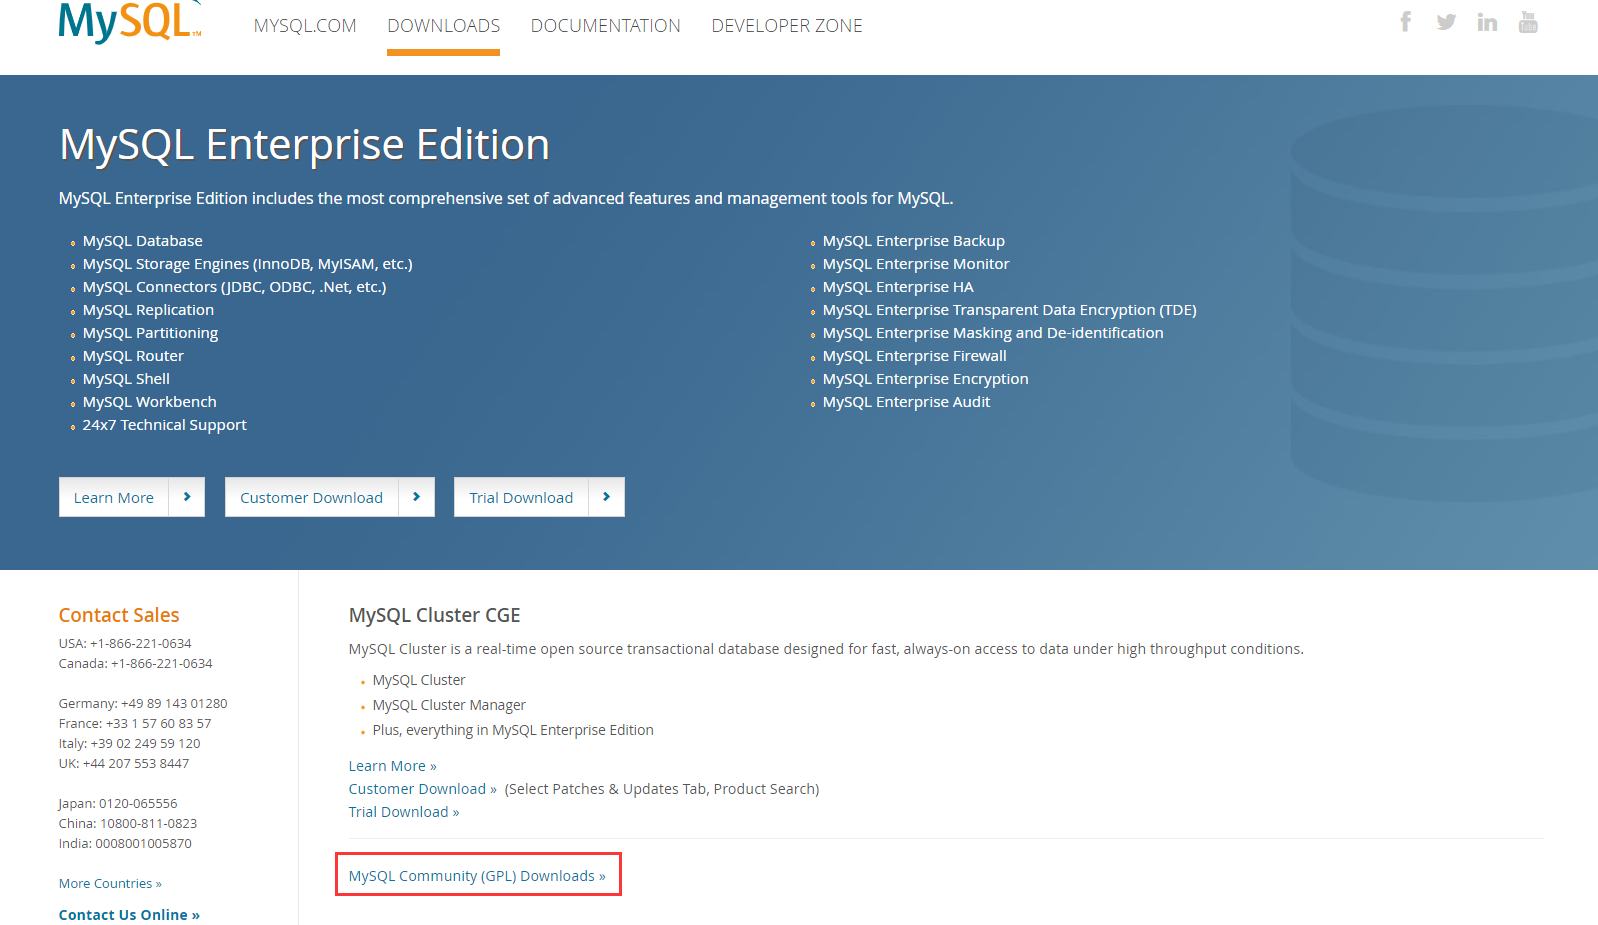 MySQL™
MYSQL.COM DOWNLOADS DOCUMENTATION DEVELOPER ZONE
You Tube
MySQL Enterprise Edition
MySQL Enterprise Edition includes the most comprehensive set of advanced features and management tools for MySQL.
MySQL Database
MySQL Storage Engines (InnoDB, MyISAM, etc.)
MySQL Connectors (JDBC, ODBC, .Net, etc.)
MySQL Replication
MySQL Partitioning
MySQL Router
MySQL Shell
MySQL Workbench
24x7 Technical Support
MySQL Enterprise Backup
MySQL Enterprise Monitor
MySQL Enterprise HA
MySQL Enterprise Transparent Data Encryption (TDE)
MySQL Enterprise Masking and De-identification
MySQL Enterprise Firewall
MySQL Enterprise Encryption
MySQL Enterprise Audit
Learn More
Customer Download
Trial Download
Contact Sales
USA: +1-866-221-0634
Canada: +1-866-221-0634
Germany: +49 89 143 01280
France: +33 1 57 60 83 57
Italy: +39 02 249 59 120
UK: +44 207 553 8447
Japan: 0120-065556
China: 10800-811-0823
India: 0008001005870
More Countries »
Contact Us Online »
MySQL Cluster CGE
MySQL Cluster is a real-time open source transactional database designed for fast, always-on access to data under high throughput conditions.
MySQL Cluster
MySQL Cluster Manager
Plus, everything in MySQL Enterprise Edition
Learn More »
Customer Download » (Select Patches & Updates Tab, Product Search)
Trial Download »
MySQL Community (GPL) Downloads »